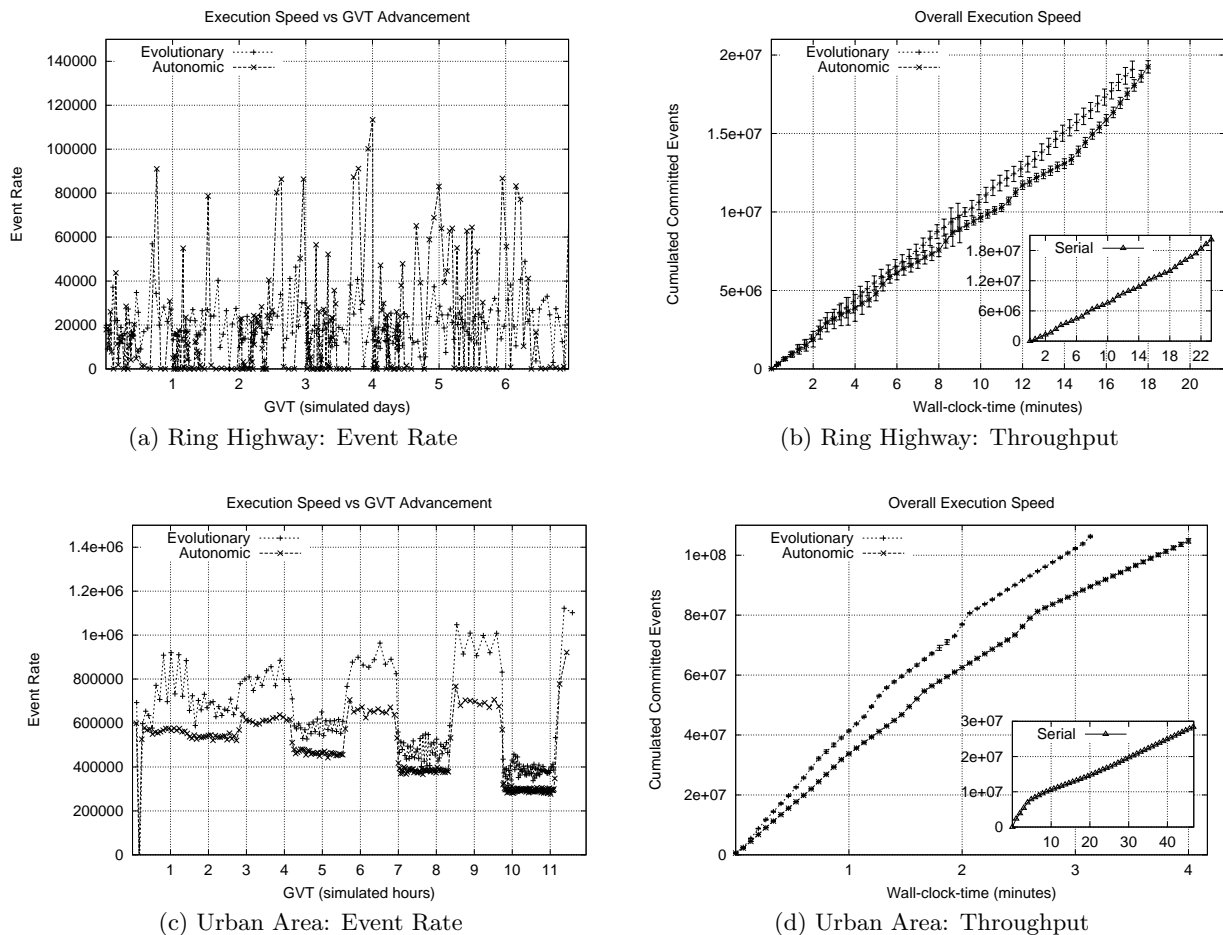 Execution Speed vs GVT Advancement
Event Rate
140000
120000
100000
80000
60000
40000
20000
0
Evolutionary
Autonomic
1 2 3 4 5 6
GVT (simulated days)
(a) Ring Highway: Event Rate
Overall Execution Speed
Cumulated Committed Events
2e+07
1.5e+07
1e+07
5e+06
0
Evolutionary
Autonomic
Serial
1.8e+07
1.2e+07
6e+06
0
2 6 10 14 18 22
2 4 6 8 10 12 14 16 18 20
Wall-clock-time (minutes)
(b) Ring Highway: Throughput
Execution Speed vs GVT Advancement
Event Rate
1.4e+06
1.2e+06
1e+06
800000
600000
400000
200000
0
Evolutionary
Autonomic
1 2 3 4 5 6 7 8 9 10 11
GVT (simulated hours)
(c) Urban Area: Event Rate
Overall Execution Speed
Cumulated Committed Events
1e+08
8e+07
6e+07
4e+07
2e+07
0
Evolutionary
Autonomic
Serial
3e+07
2e+07
1e+07
0
10 20 30 40
1 2 3 4
Wall-clock-time (minutes)
(d) Urban Area: Throughput